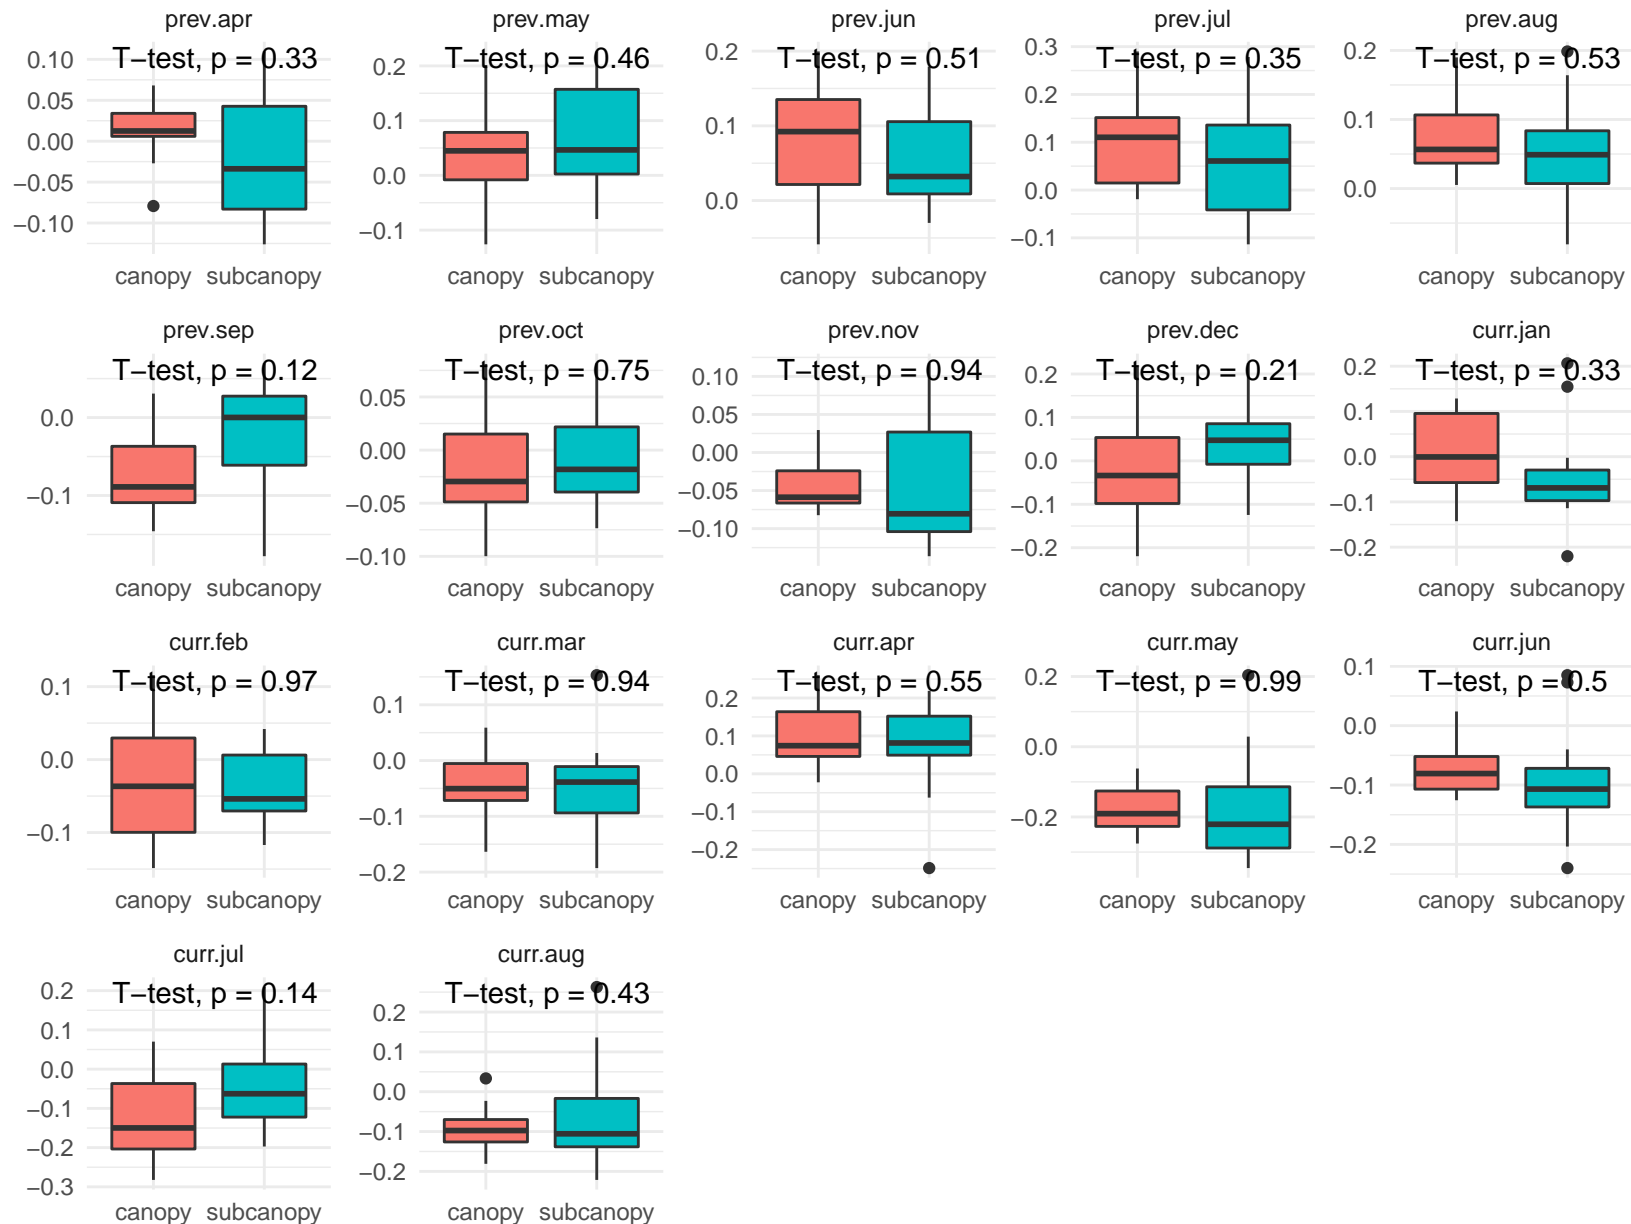 prev.apr prev.may prev.jun prev.jul prev.aug
T−test, p = 0.33 T−test, p = 0.46 T−test, p = 0.51 T−test, p = 0.35 T−test, p = 0.53
0.10 0.2 0.2 0.3 0.2
0.05 0.1 0.1 0.2 0.1
0.00 0.0 0.0 0.1 0.0
−0.05 −0.1 0.0
−0.10 −0.1
canopy subcanopy canopy subcanopy canopy subcanopy canopy subcanopy canopy subcanopy
prev.sep prev.oct prev.nov prev.dec curr.jan
T−test, p = 0.12 T−test, p = 0.75 T−test, p = 0.94 T−test, p = 0.21 T−test, p = 0.33
0.0 0.05 0.10 0.2 0.2
−0.1 0.00 0.05 0.1 0.1
−0.05 0.00 0.0 0.0
−0.10 −0.05 −0.1 −0.1
−0.10 −0.2 −0.2
canopy subcanopy canopy subcanopy canopy subcanopy canopy subcanopy canopy subcanopy
curr.feb curr.mar curr.apr curr.may curr.jun
T−test, p = 0.97 T−test, p = 0.94 T−test, p = 0.55 T−test, p = 0.99 T−test, p = 0.5
0.1 0.1 0.2 0.2 0.1
0.0 0.0 0.1 0.0 0.0
−0.1 −0.1 0.0 −0.2 −0.1
−0.2 −0.1 −0.2
−0.2
canopy subcanopy canopy subcanopy canopy subcanopy canopy subcanopy canopy subcanopy
curr.jul curr.aug
T−test, p = 0.14 T−test, p = 0.43
0.2 0.2
0.1 0.1
0.0 0.0
−0.1 −0.1
−0.2 −0.2
−0.3
canopy subcanopy canopy subcanopy